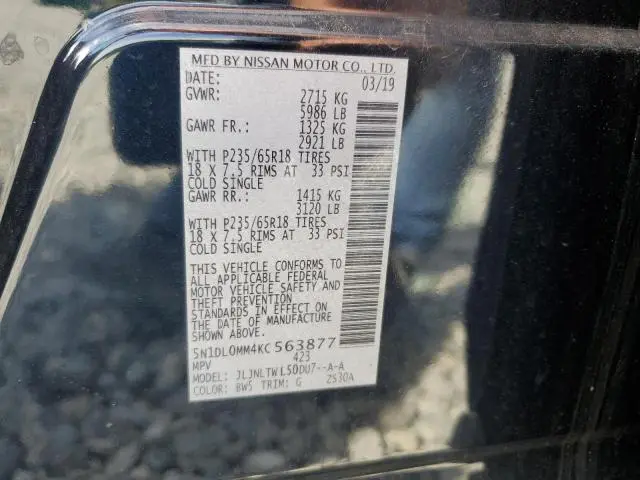 MFD BY NISSAN MOTOR CO., LTD.
DATE: 03/19
GVWR: 2715 KG
5986 LB
GAWR FR.: 1325 KG
2921 LB
WITH P235/65R18 TIRES
18 X 7.5 RIMS AT 33 PSI
COLD SINGLE
GAWR RR.: 1415 KG
3120 LB
WITH P235/65R18 TIRES
18 X 7.5 RIMS AT 33 PSI
COLD SINGLE
THIS VEHICLE CONFORMS TO
ALL APPLICABLE FEDERAL
MOTOR VEHICLE SAFETY AND
THEFT PREVENTION
STANDARDS IN EFFECT ON
THE DATE OF MANUFACTURE
SHOWN ABOVE.
5N1DL0MM4KC563877
MPV 423
MODEL: JLJNLTWL50DU7--A-A
COLOR: BW5 TRIM: G 2S30A